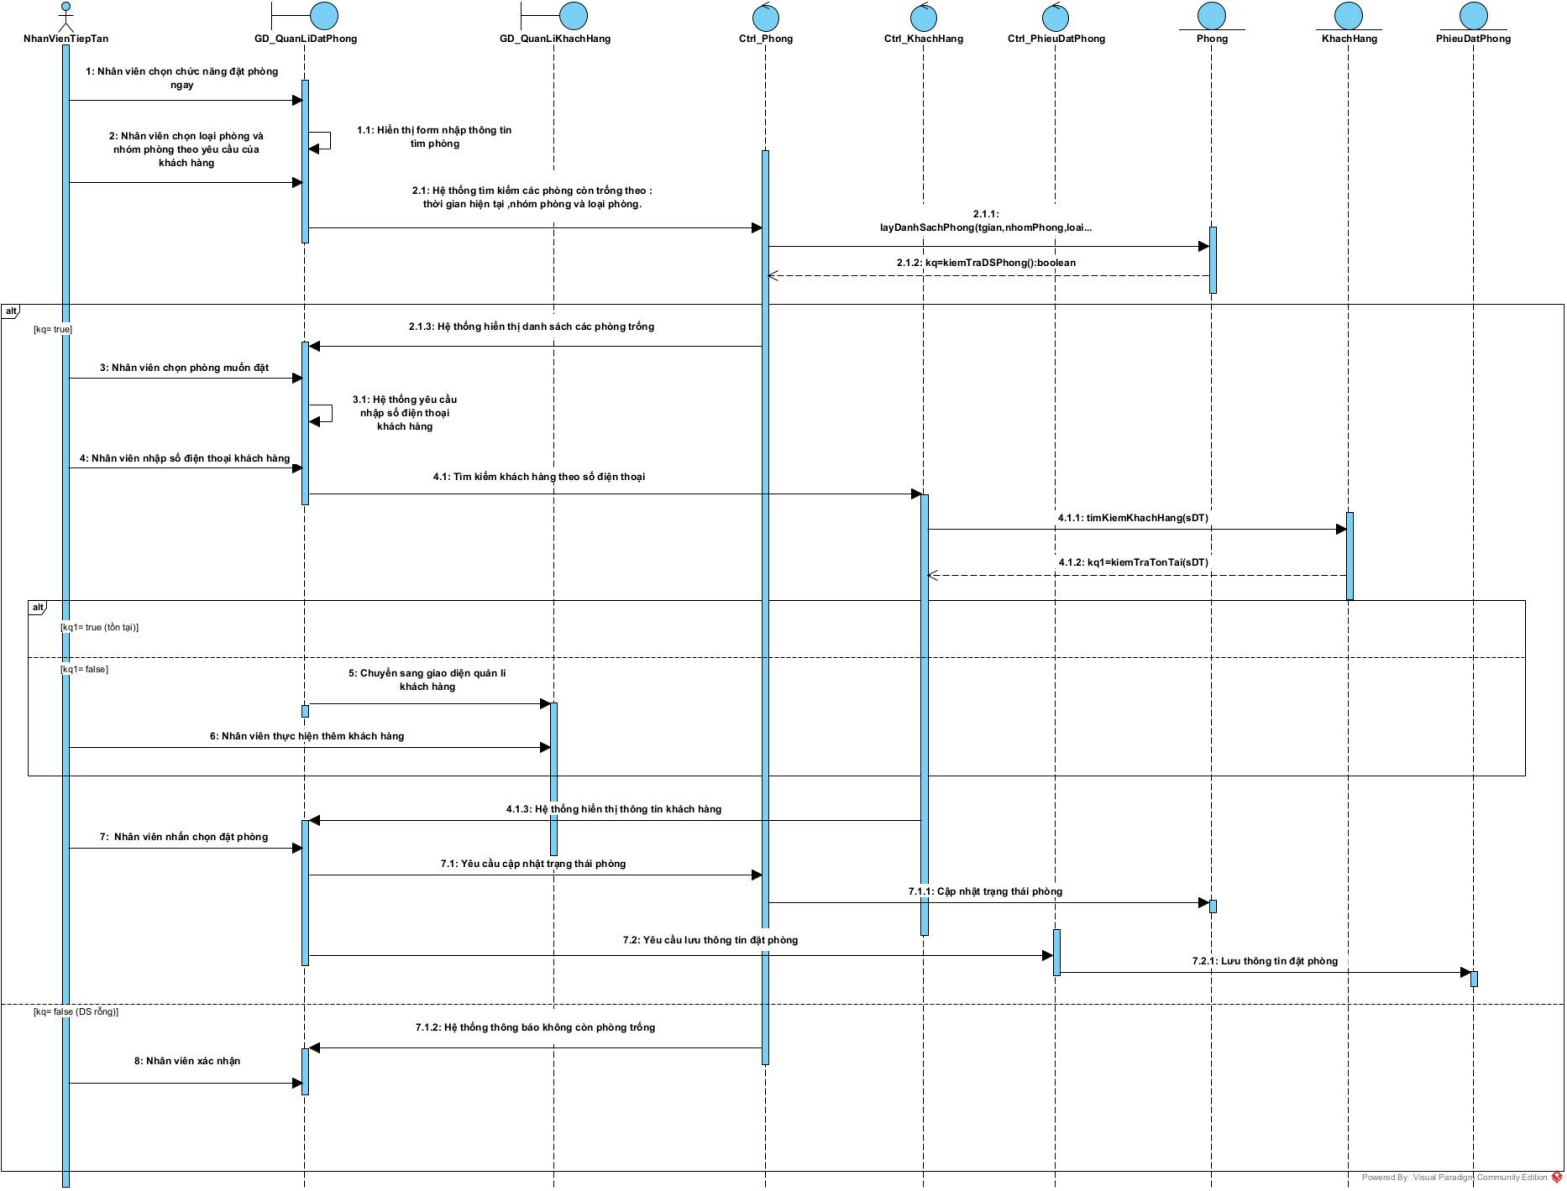 NhanVienTiepTan
GD_QuanLiDatPhong
GD_QuanLiKhachHang
Ctrl_Phong
Ctrl_KhachHang
Ctrl_PhieuDatPhong
Phong
KhachHang
PhieuDatPhong
1: Nhân viên chọn chức năng đặt phòng
ngay
1.1: Hiển thị form nhập thông tin
tìm phòng
2: Nhân viên chọn loại phòng và
nhóm phòng theo yêu cầu của
khách hàng
2.1: Hệ thống tìm kiếm các phòng còn trống theo :
thời gian hiện tại ,nhóm phòng và loại phòng.
2.1.1:
layDanhSachPhong(tgian,nhomPhong,loai...
2.1.2: kq=kiemTraDSPhong():boolean
alt
[kq= true]
2.1.3: Hệ thống hiển thị danh sách các phòng trống
3: Nhân viên chọn phòng muốn đặt
3.1: Hệ thống yêu cầu
nhập số điện thoại
khách hàng
4: Nhân viên nhập số điện thoại khách hàng
4.1: Tìm kiếm khách hàng theo số điện thoại
4.1.1: timKiemKhachHang(sDT)
4.1.2: kq1=kiemTraTonTai(sDT)
alt
[kq1= true (tồn tại)]
[kq1= false]
5: Chuyển sang giao diện quản lí
khách hàng
6: Nhân viên thực hiện thêm khách hàng
4.1.3: Hệ thống hiển thị thông tin khách hàng
7:  Nhân viên nhấn chọn đặt phòng
7.1: Yêu cầu cập nhật trạng thái phòng
7.1.1: Cập nhật trạng thái phòng
7.2: Yêu cầu lưu thông tin đặt phòng
7.2.1: Lưu thông tin đặt phòng
[kq= false (DS rỗng)]
7.1.2: Hệ thống thông báo không còn phòng trống
8: Nhân viên xác nhận
Powered By Visual Paradigm Community Edition